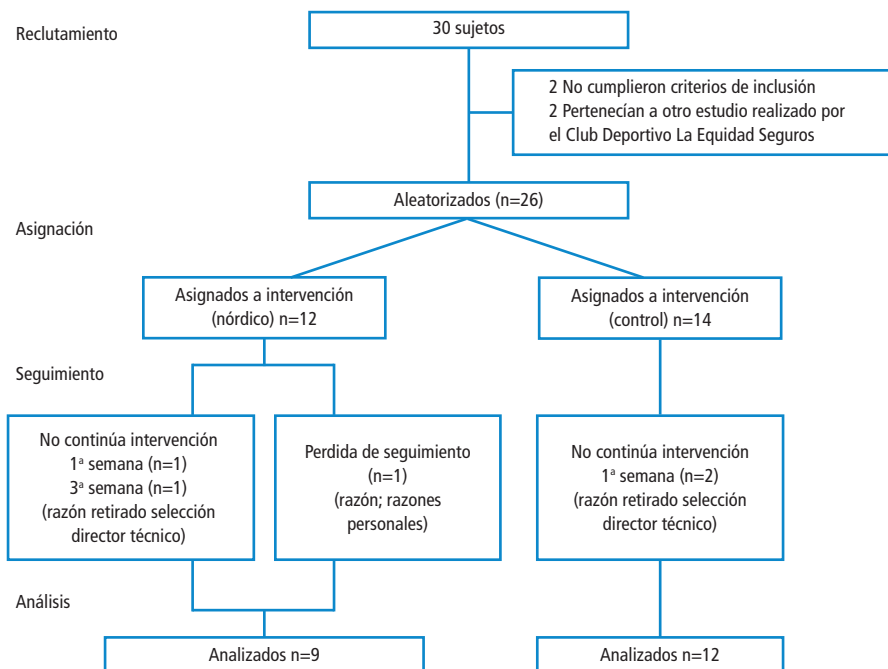 Reclutamiento
30 sujetos
2 No cumplieron criterios de inclusión
2 Pertenecían a otro estudio realizado por
el Club Deportivo La Equidad Seguros
Aleatorizados (n=26)
Asignación
Asignados a intervención
(nórdico) n=12
Asignados a intervención
(control) n=14
Seguimiento
No continúa intervención
1ª semana (n=1)
3ª semana (n=1)
(razón retirado selección
director técnico)
Perdida de seguimiento
(n=1)
(razón; razones
personales)
No continúa intervención
1ª semana (n=2)
(razón retirado selección
director técnico)
Análisis
Analizados n=9
Analizados n=12